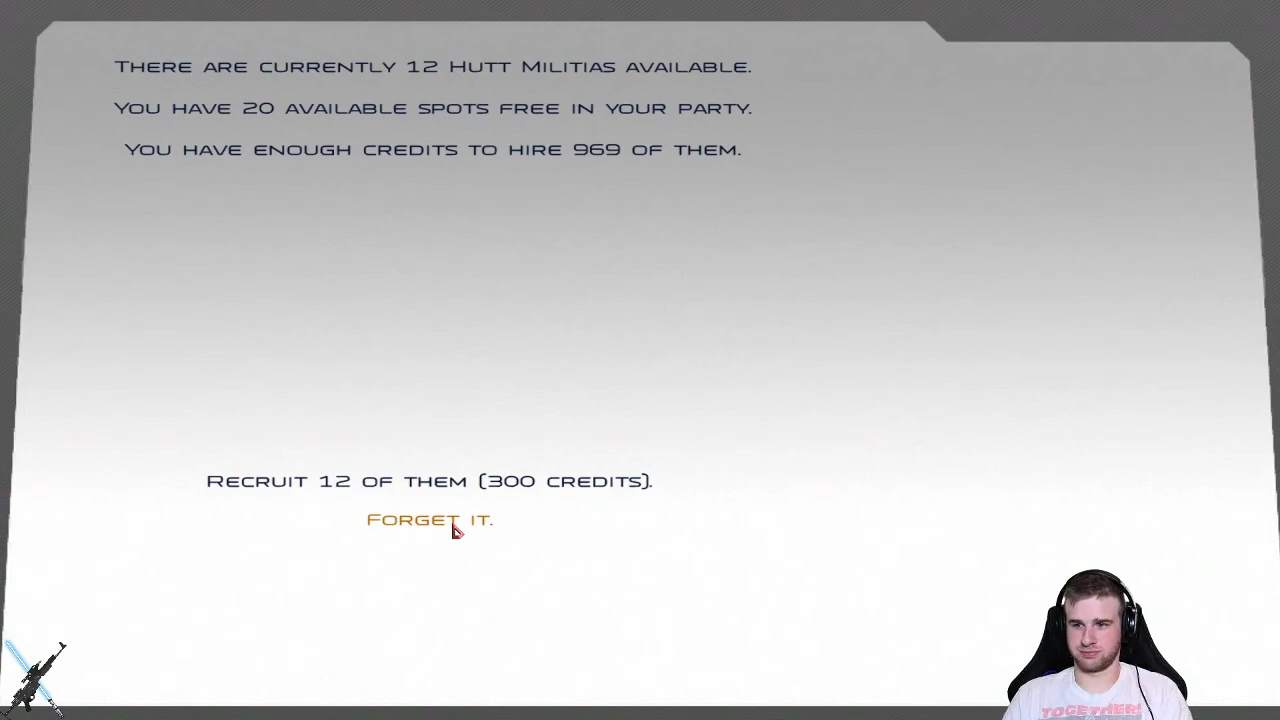 There are currently 12 Hutt Militias available.
You have 20 available spots free in your party.
You have enough credits to hire 969 of them.
Recruit 12 of them (300 credits).
Forget it.
TOGETHER!